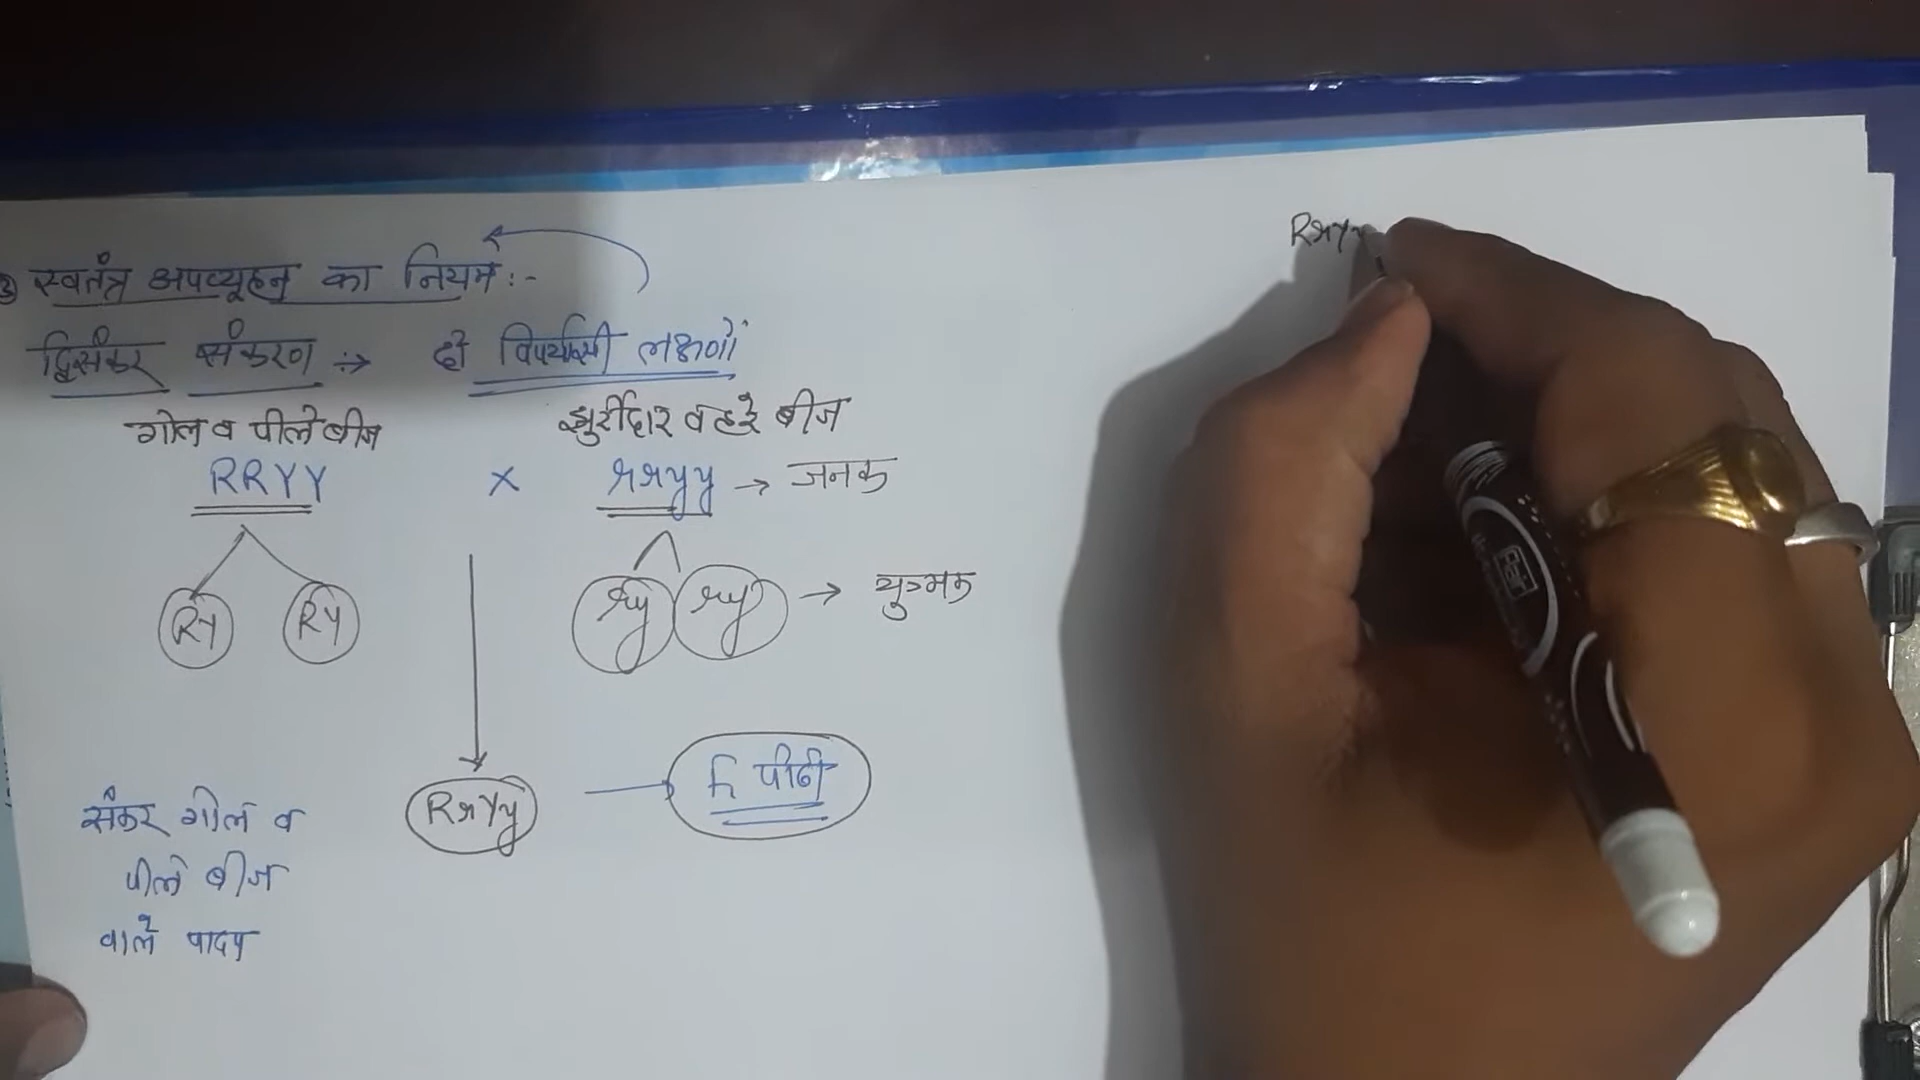 ③ स्वतंत्र अपव्यूहन का नियम :-
द्विसंकर संकरण ÷→ दो विपर्यासी लक्षणों
गोल व पीले बीज झुर्रीदार व हरे बीज
RRYY × rryy → जनक
RY RY ry ry → युग्मक
RrYy → F₁ पीढी
संकर गोल व
पीले बीज
वाले पादप
RrYy